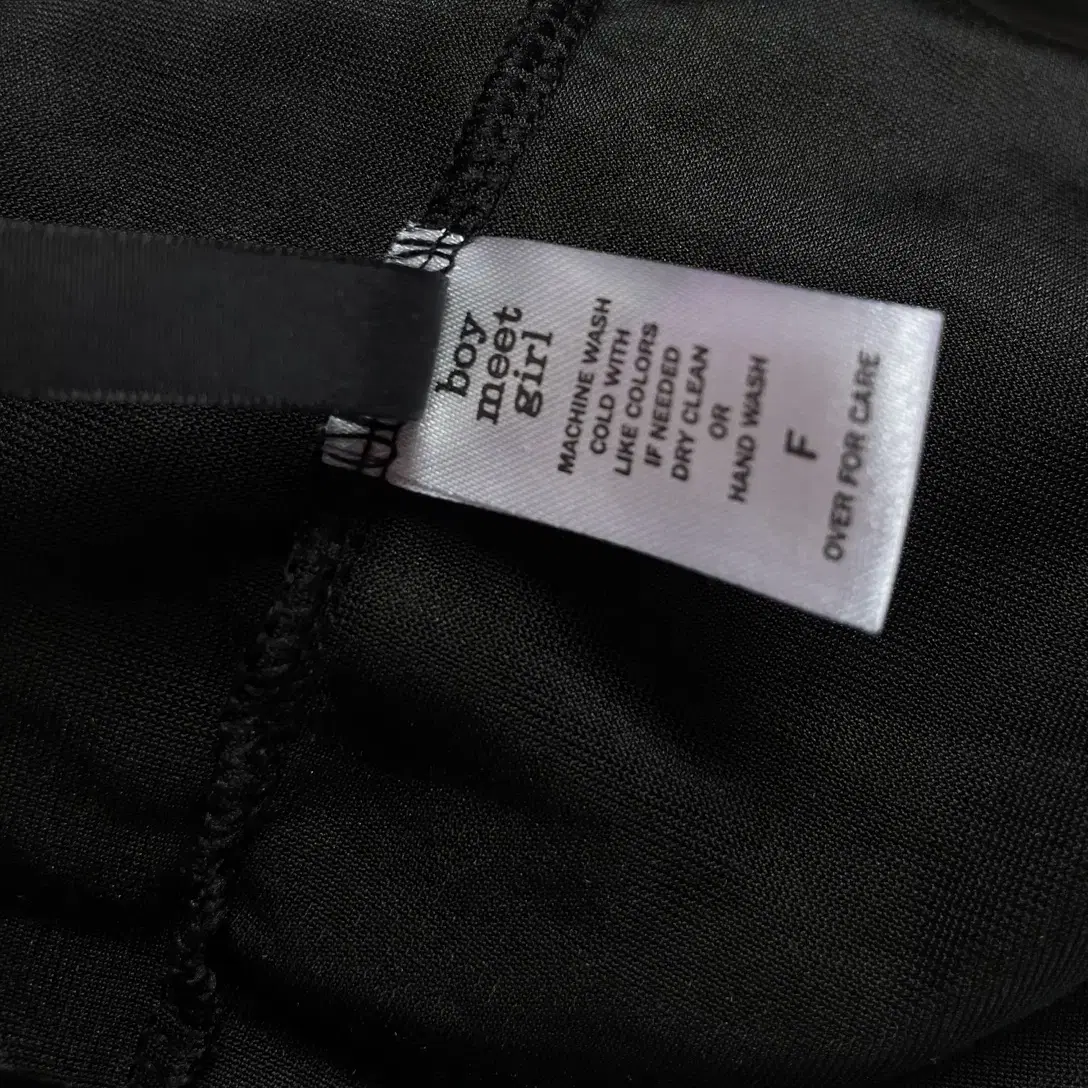 boy
meet
girl
MACHINE WASH
COLD WITH
LIKE COLORS
IF NEEDED
DRY CLEAN
OR
HAND WASH
F
OVER FOR CARE